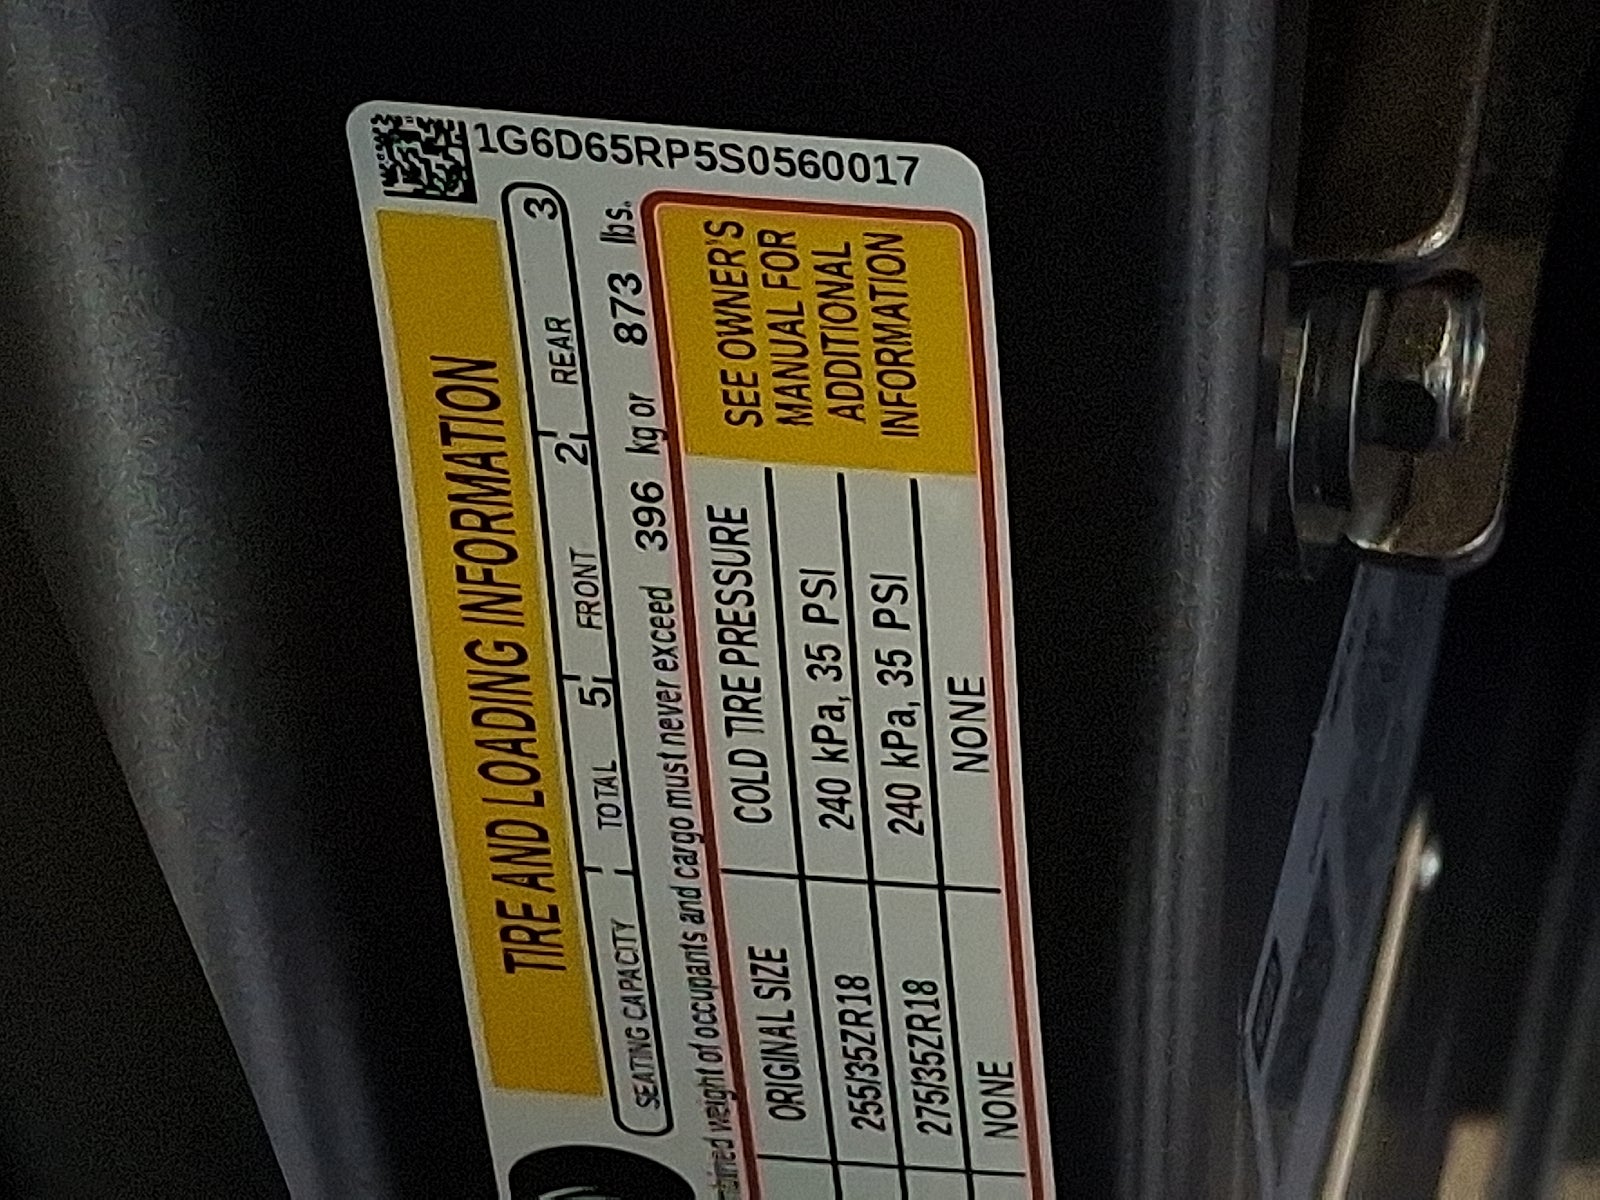 1G6D65RP5S0560017
TIRE AND LOADING INFORMATION
SEATING CAPACITY TOTAL 5 FRONT 2 REAR 3
weight of occupants and cargo must never exceed 396 kg or 873 lbs.
ORIGINAL SIZE COLD TIRE PRESSURE
255/35ZR18 240 kPa, 35 PSI
275/35ZR18 240 kPa, 35 PSI
NONE NONE
SEE OWNER'S
MANUAL FOR
ADDITIONAL
INFORMATION